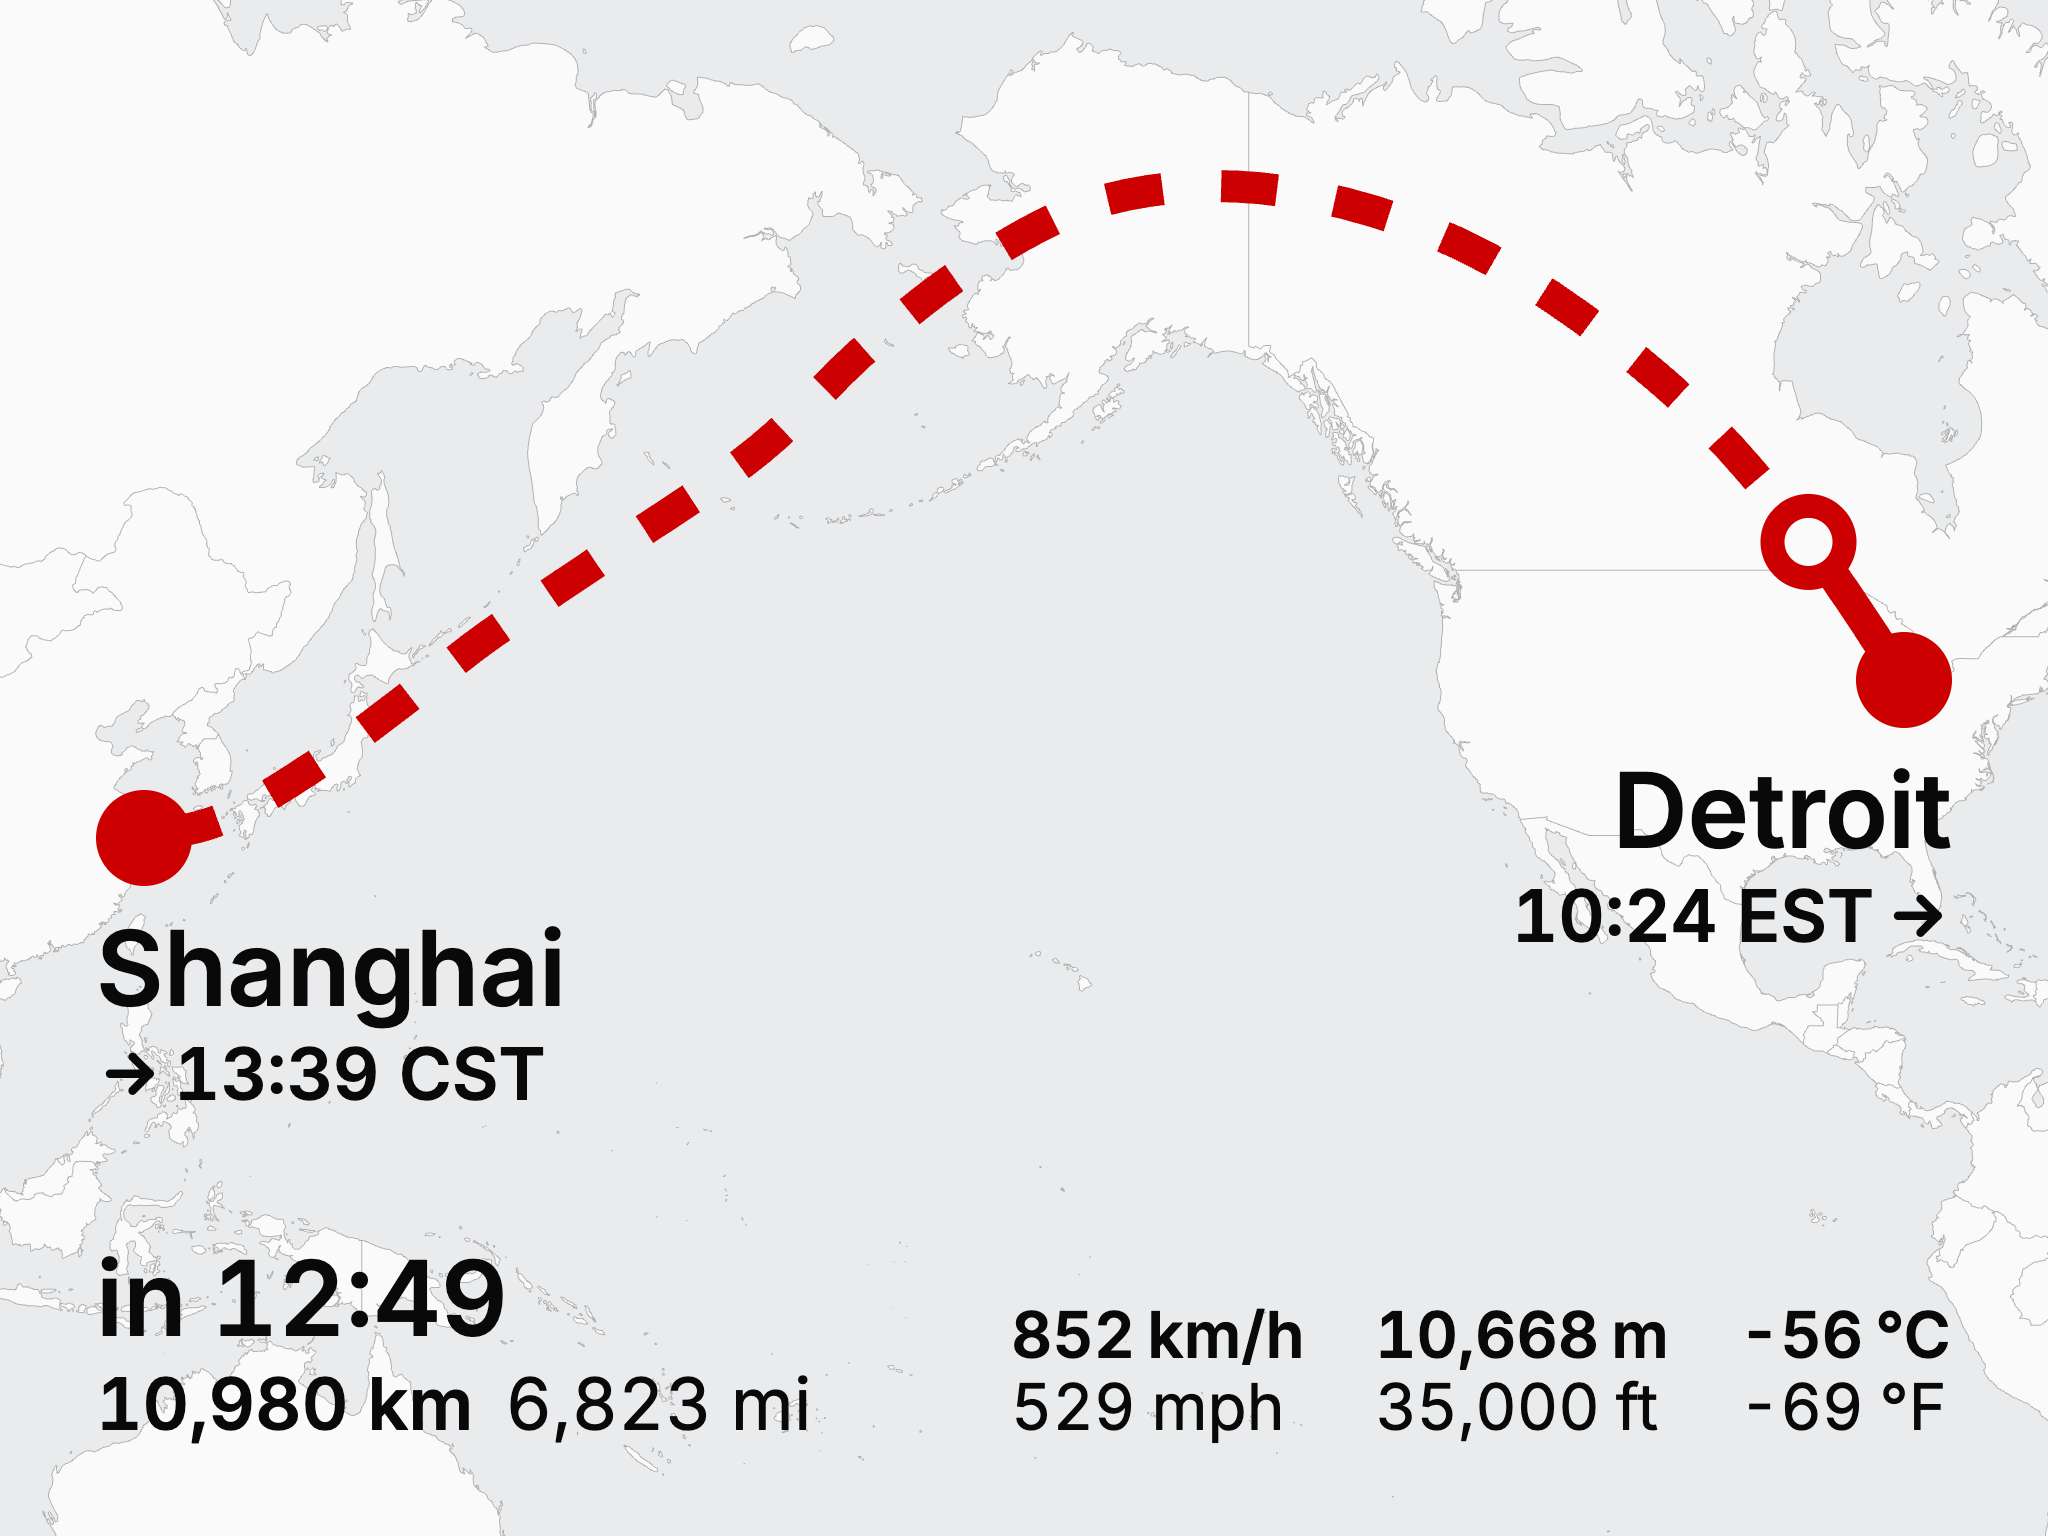 Detroit
10:24 EST →
Shanghai
→ 13:39 CST
in 12:49
10,980 km 6,823 mi
852 km/h 10,668 m -56 °C
529 mph 35,000 ft -69 °F